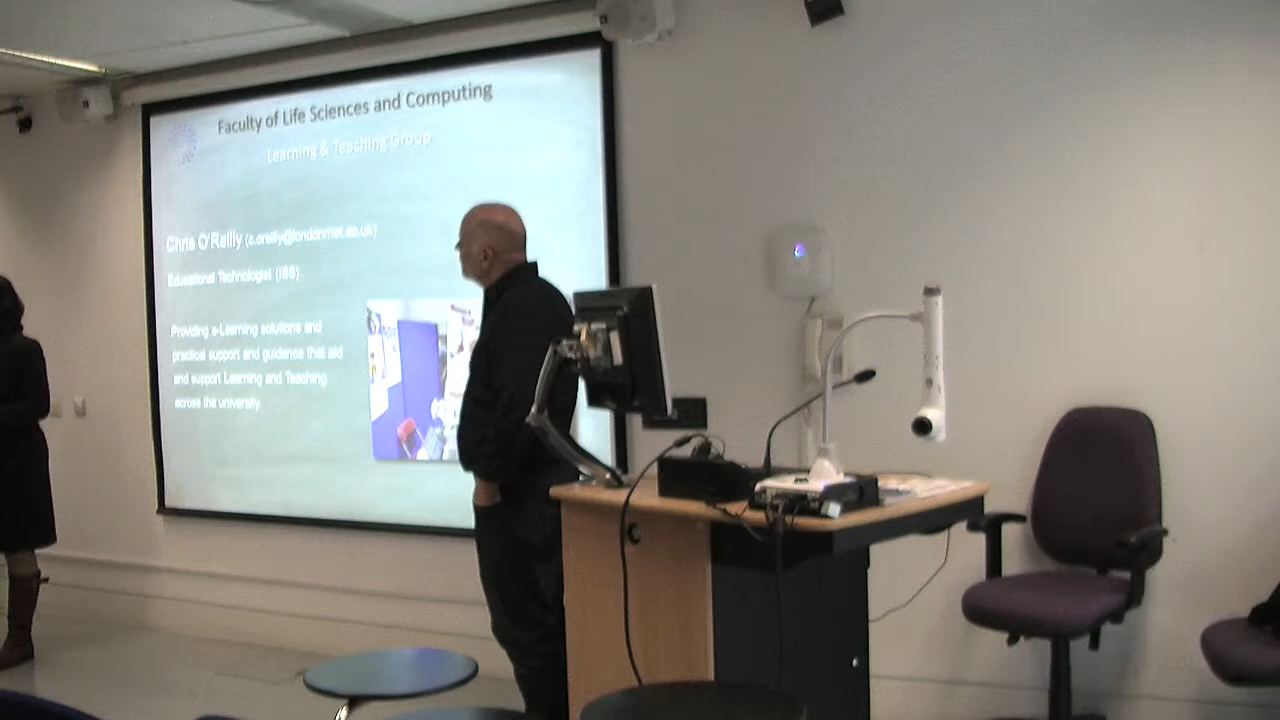 Faculty of Life Sciences and Computing
Learning & Teaching Group
Chris O'Reilly (c.oreilly@londonmet.ac.uk)
Educational Technologist (ISS)
Providing e-Learning solutions and
practical support and guidance that aid
and support Learning and Teaching
across the university.